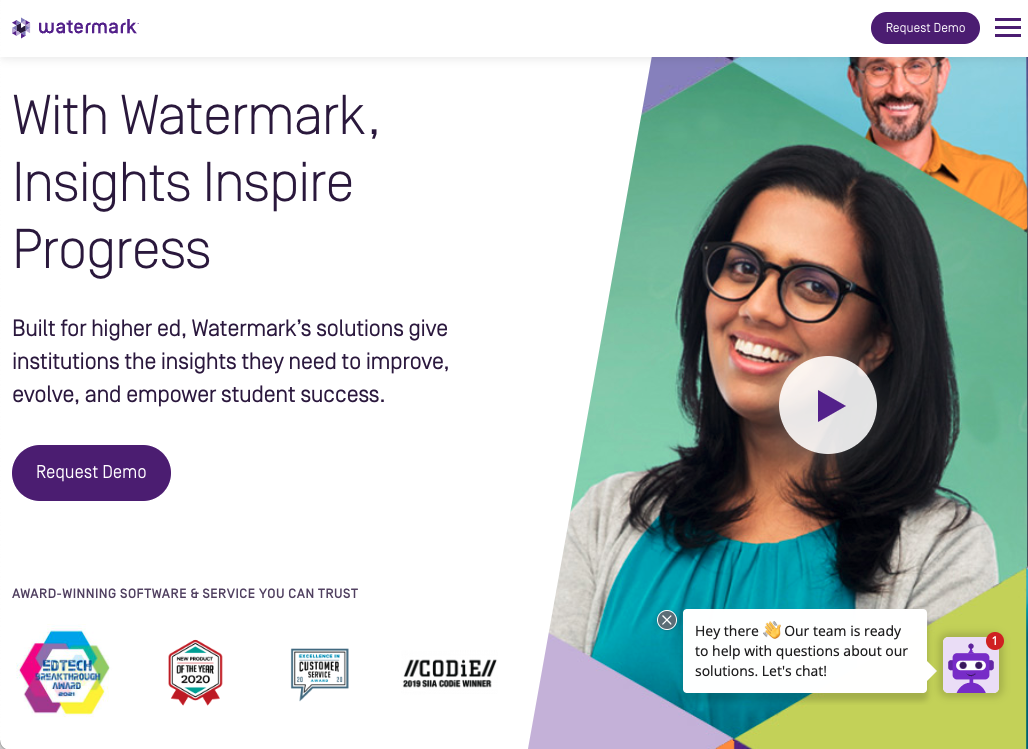 watermark
Request Demo
With Watermark,
Insights Inspire
Progress
Built for higher ed, Watermark’s solutions give
institutions the insights they need to improve,
evolve, and empower student success.
Request Demo
AWARD-WINNING SOFTWARE & SERVICE YOU CAN TRUST
EDTECH
BREAKTHROUGH
AWARD
2021
NEW PRODUCT
OF THE YEAR
2020
EXCELLENCE IN
CUSTOMER
SERVICE
20 AWARD 20
//CODiE//
2019 SIIA CODiE WINNER
Hey there 👋 Our team is ready
to help with questions about our
solutions. Let's chat!
1